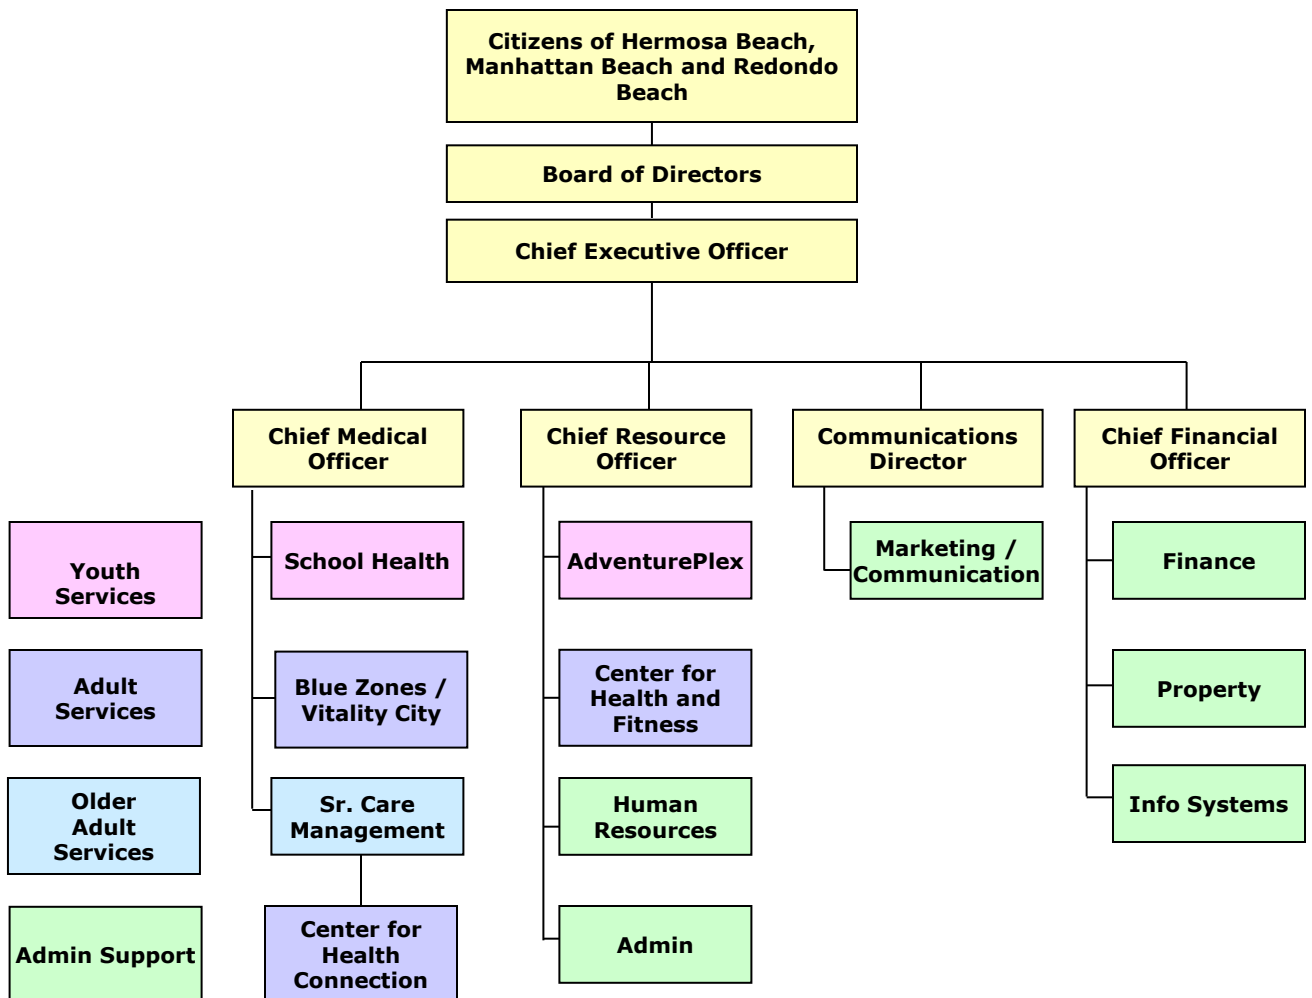 Citizens of Hermosa Beach,
Manhattan Beach and Redondo
Beach
Board of Directors
Chief Executive Officer
Chief Medical
Officer
Chief Resource
Officer
Communications
Director
Chief Financial
Officer
Youth
Services
School Health
AdventurePlex
Marketing /
Communication
Finance
Adult
Services
Blue Zones /
Vitality City
Center for
Health and
Fitness
Property
Older
Adult
Services
Sr. Care
Management
Human
Resources
Info Systems
Admin Support
Center for
Health
Connection
Admin